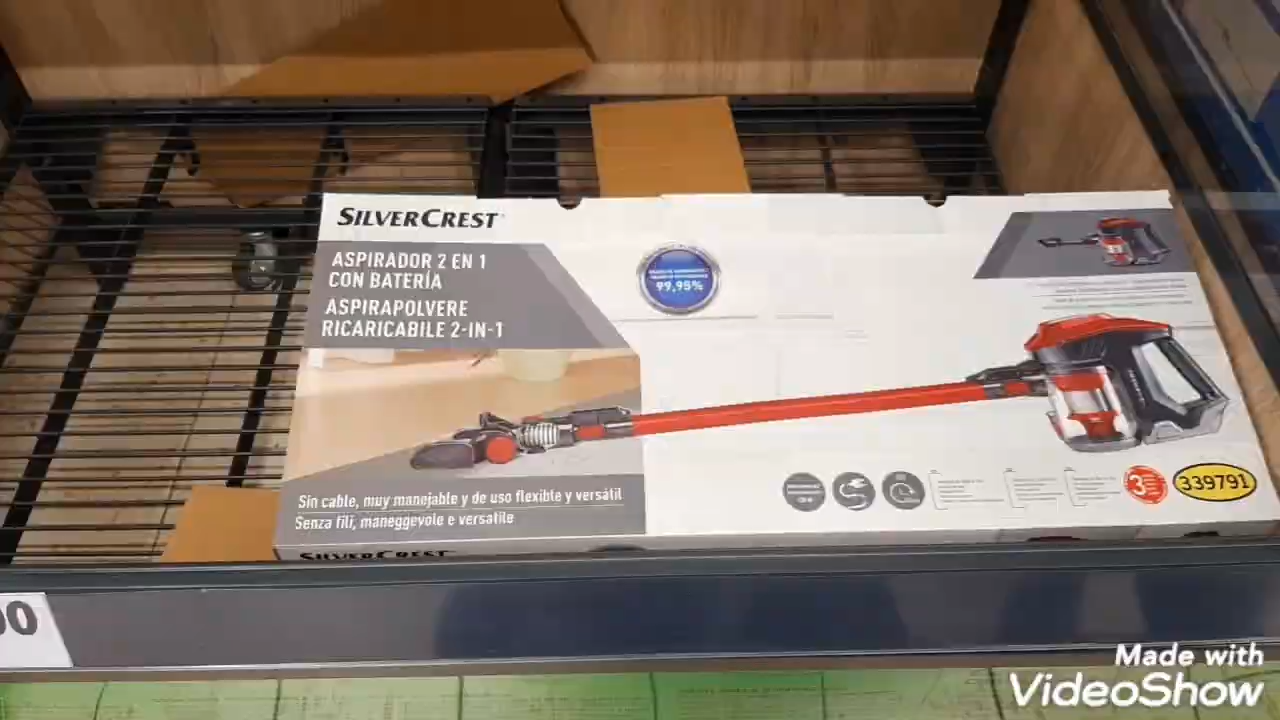 SILVERCREST
ASPIRADOR 2 EN 1
CON BATERÍA
ASPIRAPOLVERE
RICARICABILE 2-IN-1
99,95%
Sin cable, muy manejable y de uso flexible y versátil
Senza fili, maneggevole e versatile
3
339791
SILVERCREST
00
Made with
VideoShow